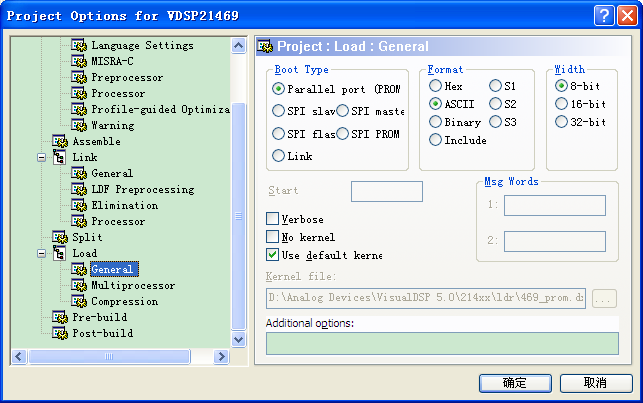 Project Options for VDSP21469
Language Settings
MISRA-C
Preprocessor
Processor
Profile-guided Optimiza
Warning
Assemble
Link
General
LDF Preprocessing
Elimination
Processor
Split
Load
General
Multiprocessor
Compression
Pre-build
Post-build
Project : Load : General
Boot Type
Parallel port (PROM
SPI slav SPI maste
SPI flas SPI PROM
Link
Format
Hex S1
ASCII S2
Binary S3
Include
Width
8-bit
16-bit
32-bit
Start
Msg Words
1:
2:
Verbose
No kernel
Use default kerne
Kernel file:
D:\Analog Devices\VisualDSP 5.0\214xx\ldr\469_prom.d
...
Additional options:
确定 取消